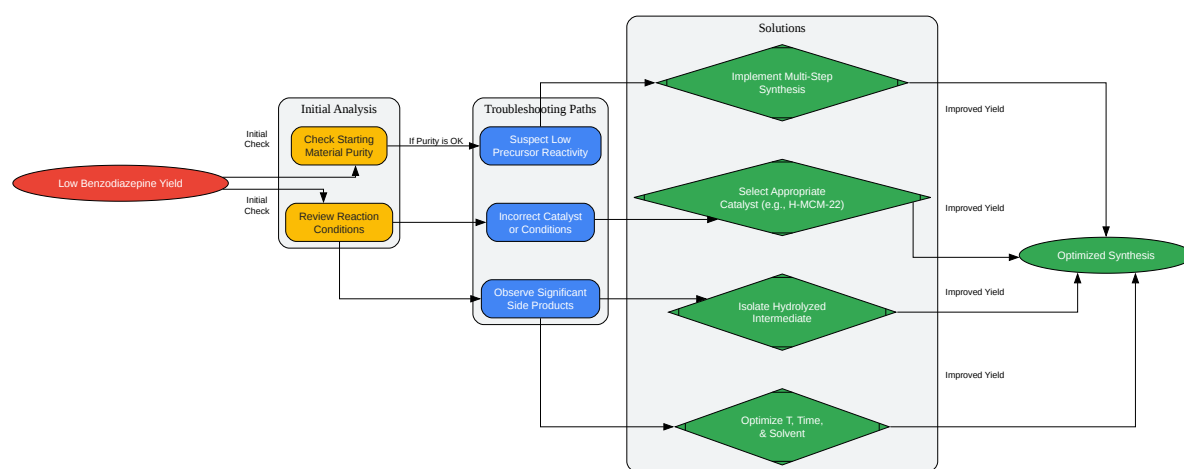 Solutions
Implement Multi-Step
Synthesis
Improved Yield
Initial Analysis
Troubleshooting Paths
Initial
Check
Check Starting
Material Purity
If Purity is OK
Suspect Low
Precursor Reactivity
Low Benzodiazepine Yield
Select Appropriate
Catalyst (e.g., H-MCM-22)
Improved Yield
Initial
Check
Review Reaction
Conditions
Incorrect Catalyst
or Conditions
Optimized Synthesis
Observe Significant
Side Products
Isolate Hydrolyzed
Intermediate
Improved Yield
Improved Yield
Optimize T, Time,
& Solvent